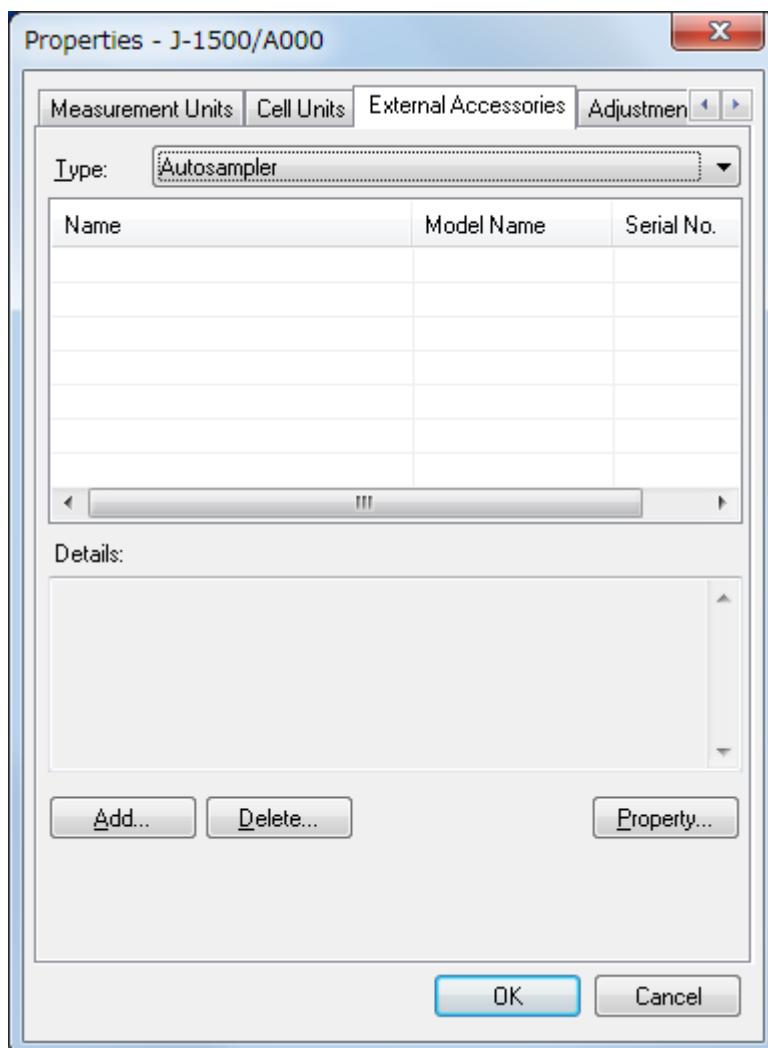 Properties - J-1500/A000
Measurement Units Cell Units External Accessories Adjustmen
Type: Autosampler
Name Model Name Serial No.
Details:
Add... Delete... Property...
OK Cancel